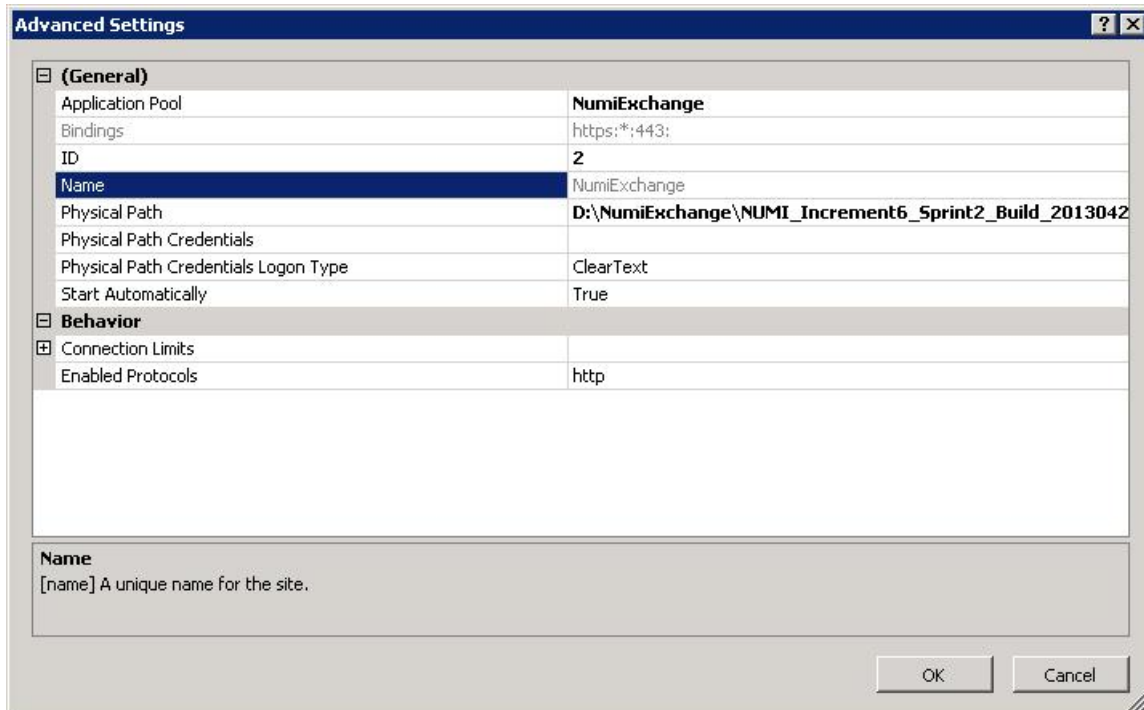 Advanced Settings
(General)
Application Pool NumiExchange
Bindings https:*:443:
ID 2
Name NumiExchange
Physical Path D:\NumiExchange\NUMI_Increment6_Sprint2_Build_2013042
Physical Path Credentials
Physical Path Credentials Logon Type ClearText
Start Automatically True
Behavior
Connection Limits
Enabled Protocols http
Name
[name] A unique name for the site.
OK Cancel